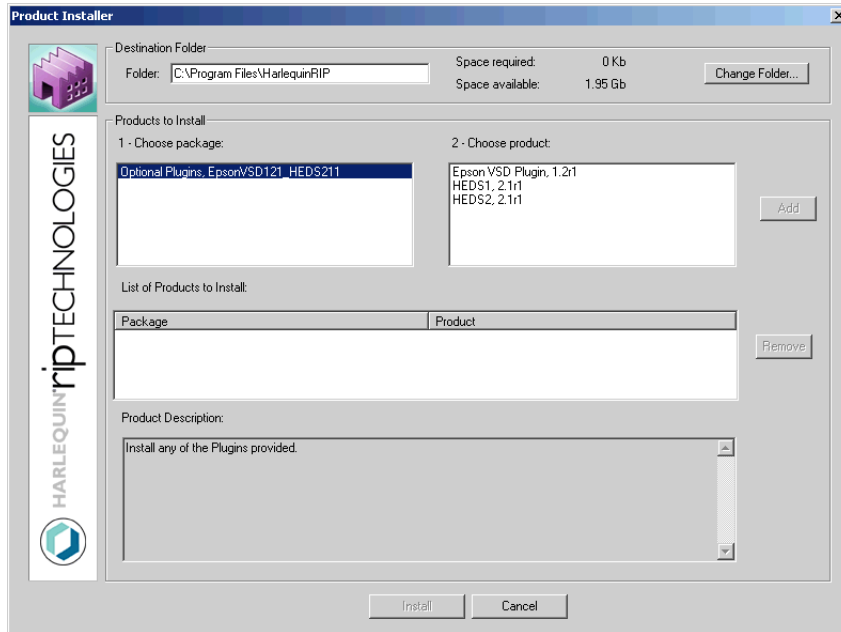 Product Installer
Destination Folder
Folder: C:\Program Files\HarlequinRIP
Space required: 0 Kb
Space available: 1.95 Gb
Change Folder...
Products to Install
1 - Choose package:
2 - Choose product:
Optional Plugins, EpsonVSD121_HEDS211
Epson VSD Plugin, 1.2r1
HEDS1, 2.1r1
HEDS2, 2.1r1
Add
List of Products to Install:
Package
Product
Remove
Product Description:
Install any of the Plugins provided.
Install
Cancel
HARLEQUIN ripTECHNOLOGIES